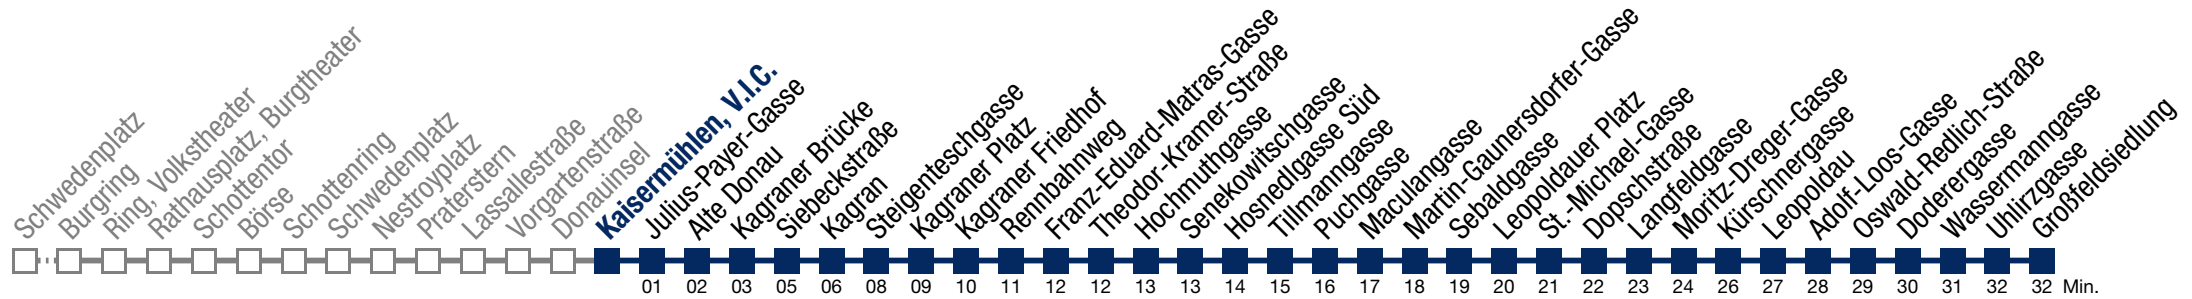 Schwedenplatz
Burgring
Ring, Volkstheater
Rathausplatz, Burgtheater
Schottentor
Börse
Schottenring
Schwedenplatz
Nestroyplatz
Praterstern
Lassallestraße
Vorgartenstraße
Donauinsel
Kaisermühlen, V.I.C.
Julius-Payer-Gasse
Alte Donau
Kagraner Brücke
Siebeckstraße
Kagran
Steigenteschgasse
Kagraner Platz
Kagraner Friedhof
Rennbahnweg
Franz-Eduard-Matras-Gasse
Theodor-Kramer-Straße
Hochmuthgasse
Senekowitschgasse
Hosnedlgasse Süd
Tillmanngasse
Puchgasse
Maculangasse
Martin-Gaunersdorfer-Gasse
Sebaldgasse
Leopoldauer Platz
St.-Michael-Gasse
Dopschstraße
Langfeldgasse
Moritz-Dreger-Gasse
Kürschnergasse
Leopoldau
Adolf-Loos-Gasse
Oswald-Redlich-Straße
Doderergasse
Wassermanngasse
Uhlirzgasse
Großfeldsiedlung
01 02 03 05 06 08 09 10 11 12 12 13 13 14 15 16 17 18 19 20 21 22 23 24 26 27 28 29 30 31 32 32 Min.